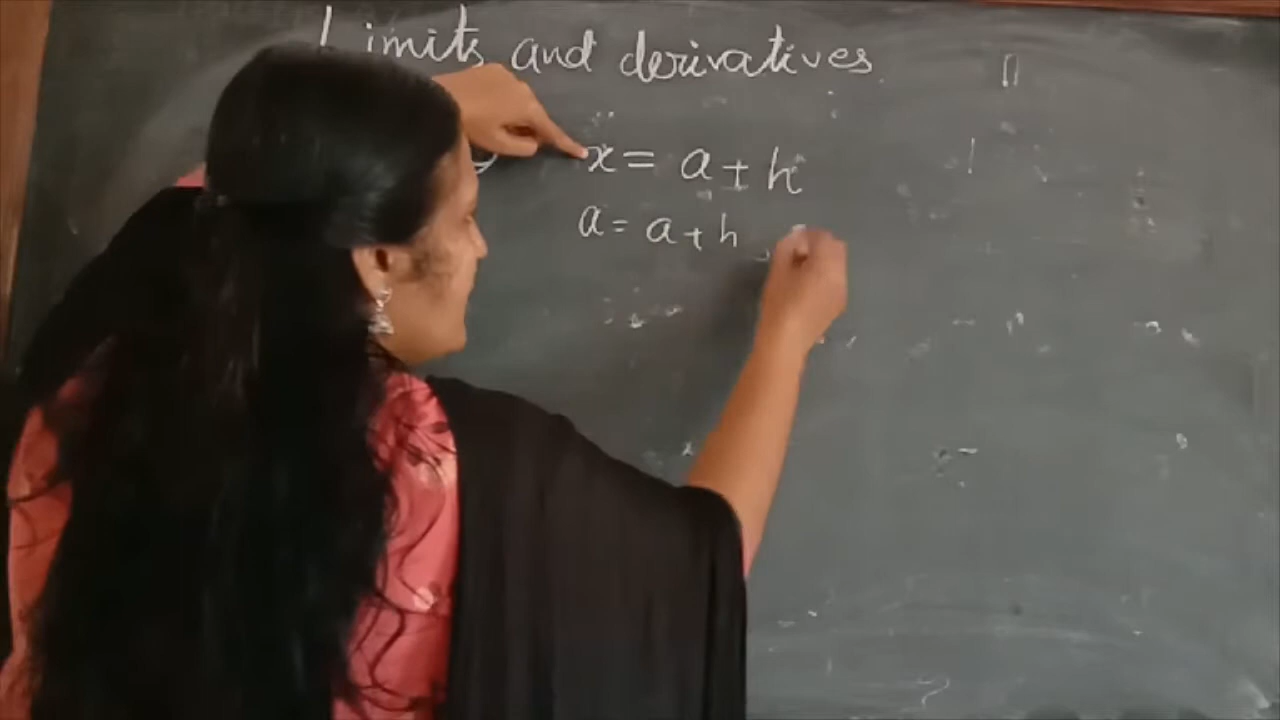 Limits and derivatives
x = a + h
a = a + h